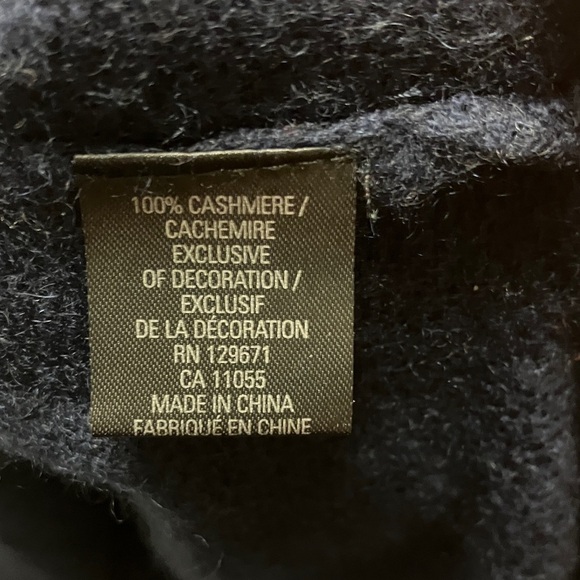 100% CASHMERE /
CACHEMIRE
EXCLUSIVE
OF DECORATION /
EXCLUSIF
DE LA DÉCORATION
RN 129671
CA 11055
MADE IN CHINA
FABRIQUÉ EN CHINE